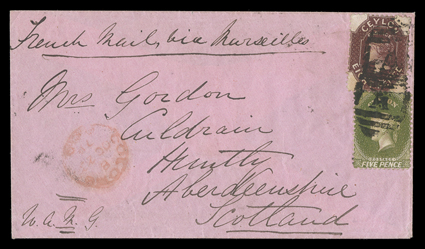 French Mail, via Marseilles
CEYLON
EI
Mrs Gordon
Culdrain
Huntly
FIVE PENCE
Aberdeenshire
Scotland
W. A. N. G.